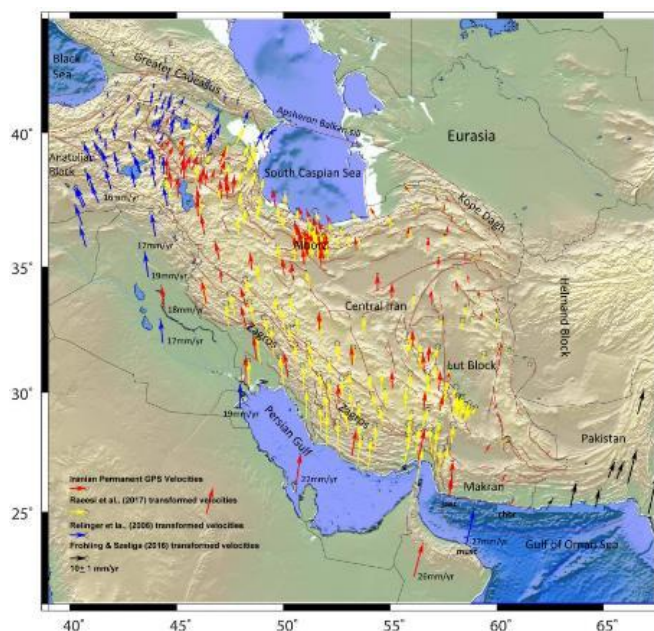 Black
Sea
Greater Caucasus
Apsheron Balkan sill
Eurasia
40°
Anatulian
Block
South Caspian Sea
16 mm/yr
Kope Dagh
17mm/yr
Alborz
35°
19mm/yr
Central Iran
Helmand Block
18mm/yr
17mm/yr
Zagros
Lut Block
30°
19mm/yr
Zagros
Persian Gulf
Pakistan
Iranian Permanent GPS Velocities
22mm/yr
Makran
Raeesi et al., (2017) transformed velocities
25°
chbr
Reilinger et la., (2006) transformed velocities
27mm/yr
Gulf of Oman Sea
musc
Frohling & Szeliga (2016) transformed velocities
26mm/yr
10± 1 mm/yr
40° 45° 50° 55° 60° 65°